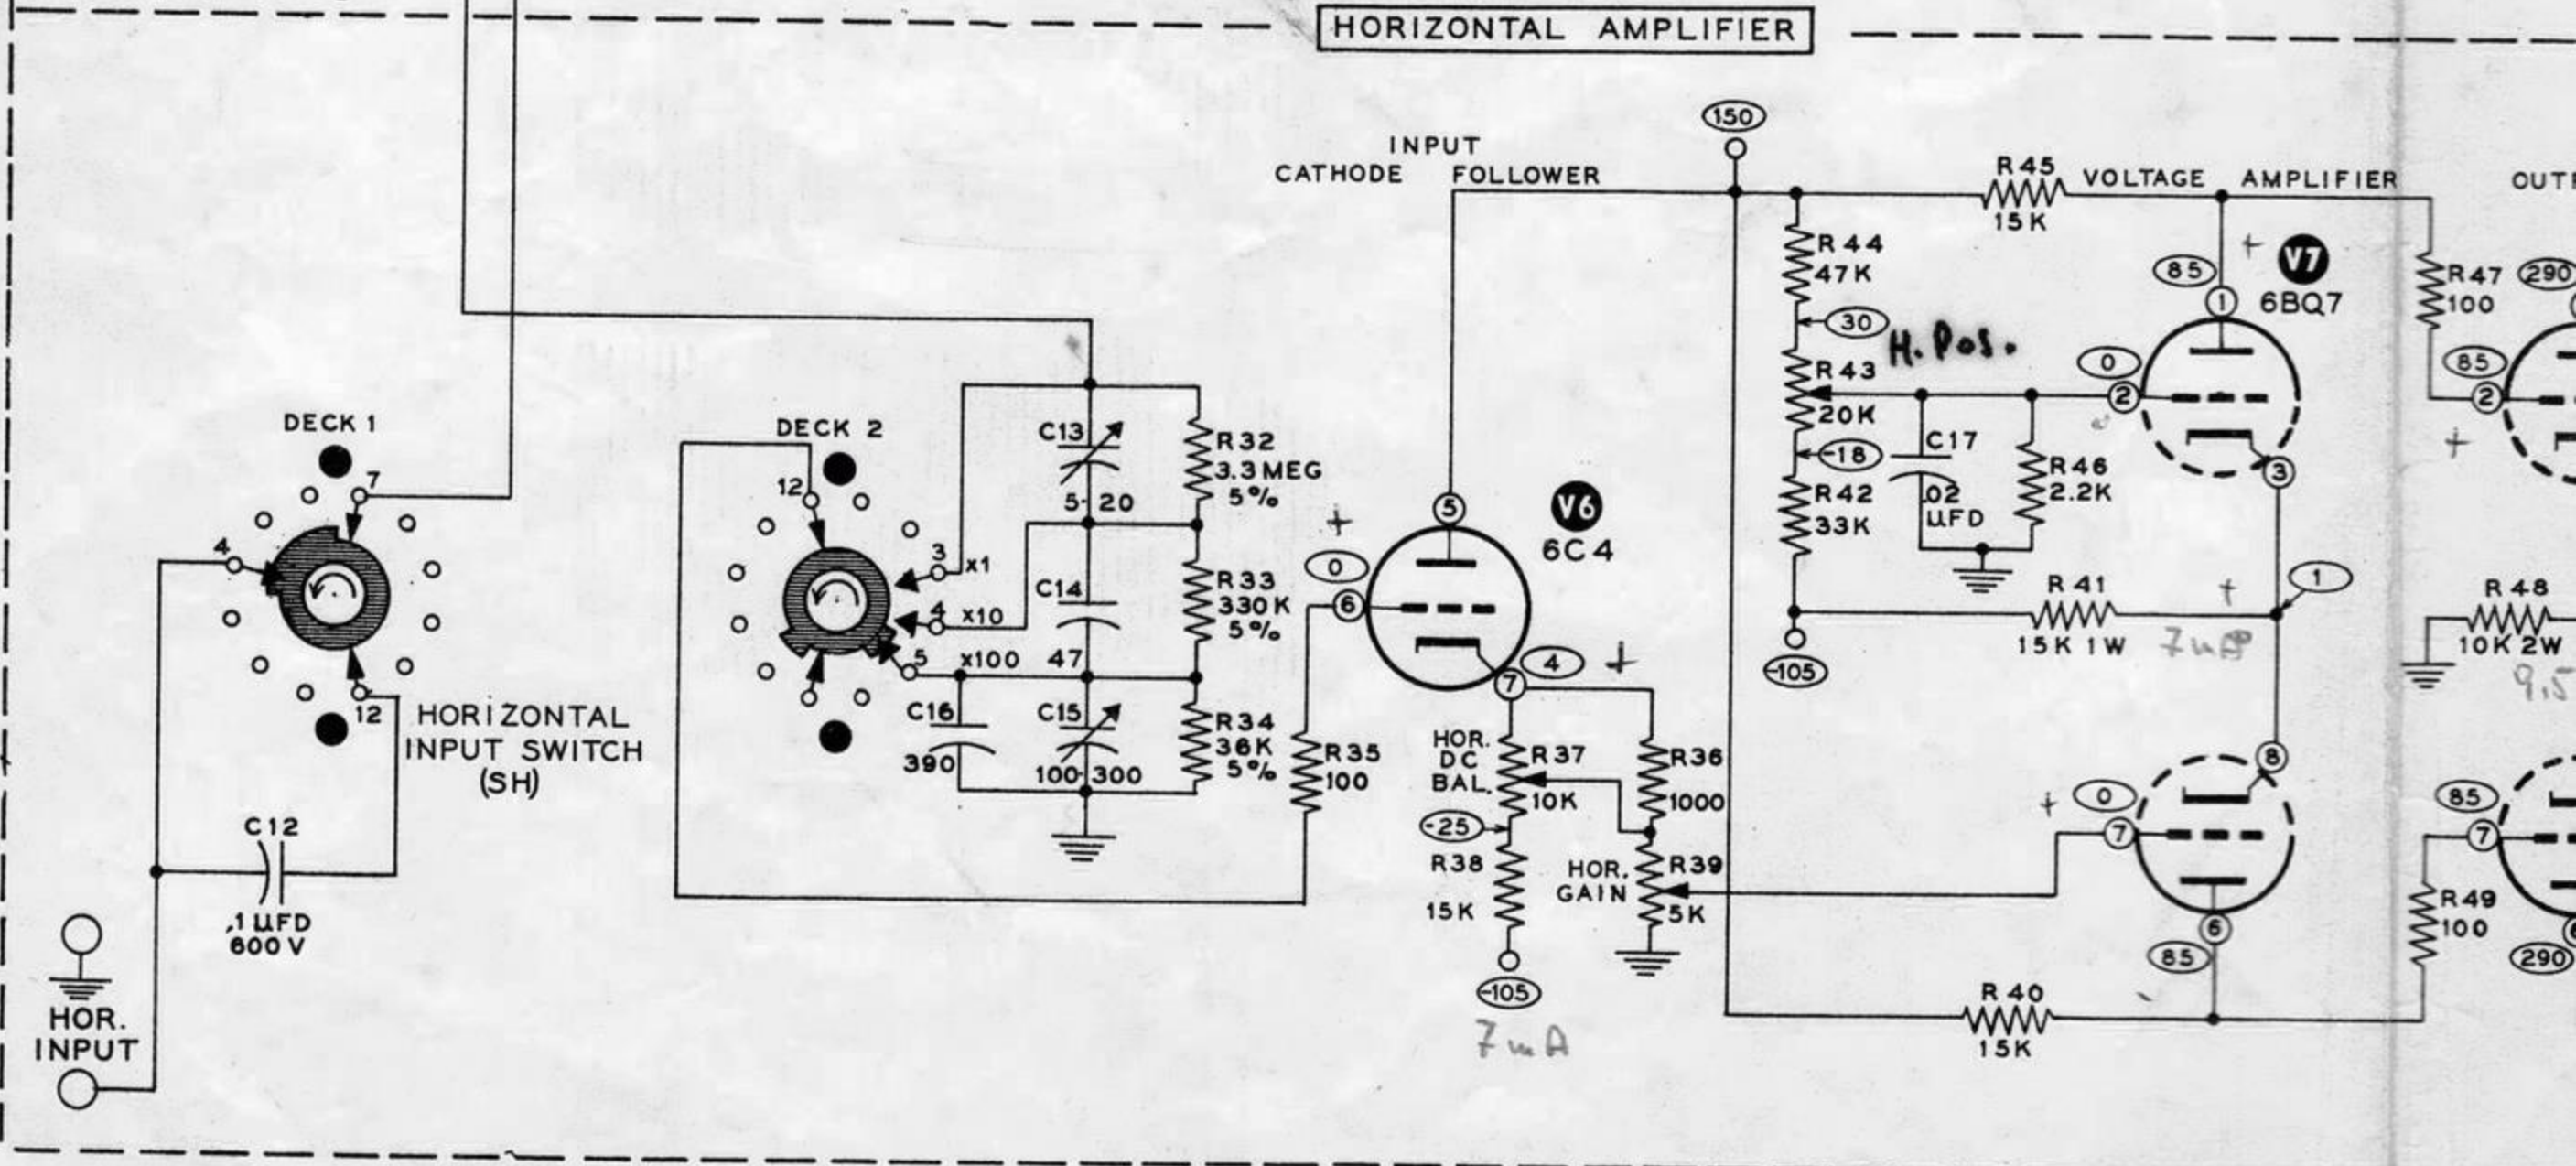 HORIZONTAL AMPLIFIER
150
INPUT
CATHODE FOLLOWER
R45
15K
VOLTAGE AMPLIFIER
R44
47K
85
+
V7
6BQ7
1
R47
100
290
30
H. Pos.
R43
20K
0
2
85
2
+
-18
C17
.02
µFD
R46
2.2K
3
R42
33K
R41
15K 1W
+
1
7mA
R48
10K 2W
9.5
-105
DECK 1
7
4
12
HORIZONTAL
INPUT SWITCH
(SH)
C12
.1 µFD
600V
HOR.
INPUT
DECK 2
12
3
x1
4
x10
5
x100
C13
5-20
R32
3.3 MEG
5%
C14
47
R33
330K
5%
C16
390
C15
100-300
R34
36K
5%
R35
100
+
0
6
5
V6
6C4
4
+
7
HOR.
DC
BAL.
R37
10K
R36
1000
-25
R38
15K
HOR.
GAIN
R39
5K
-105
7mA
8
+
0
7
6
85
R40
15K
85
7
R49
100
290